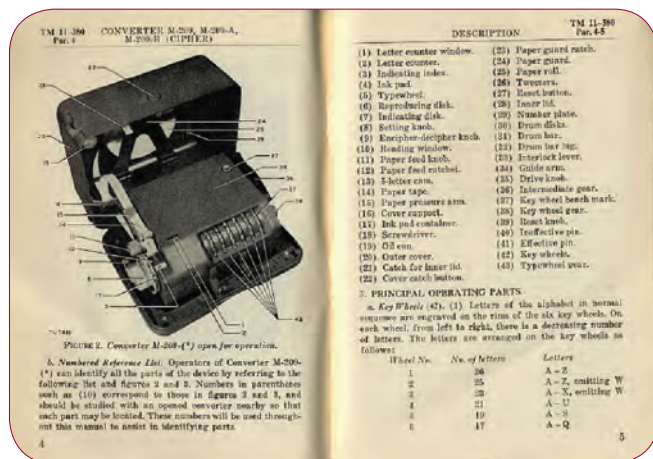 TM 11-380
Par. 4
CONVERTER M-209, M-209-A,
M-209-B (CIPHER)
FIGURE 2. Converter M-209-(*) open for operation.
b. Numbered Reference List. Operators of Converter M-209-
(*) can identify all the parts of the device by referring to the
following list and figures 2 and 3. Numbers in parentheses
such as (10) correspond to those in figures 2 and 3, and
should be studied with an opened converter nearby so that
each part may be located. These numbers will be used through-
out this manual to assist in identifying parts.
4
DESCRIPTION
TM 11-380
Par. 4-5
(1) Letter counter window.
(2) Letter counter.
(3) Indicating index.
(4) Ink pad.
(5) Typewheel.
(6) Reproducing disk.
(7) Indicating disk.
(8) Setting knob.
(9) Encipher-decipher knob.
(10) Reading window.
(11) Paper feed knob.
(12) Paper feed ratchet.
(13) 5-letter cam.
(14) Paper tape.
(15) Paper pressure arm.
(16) Cover support.
(17) Ink pad container.
(18) Screwdriver.
(19) Oil can.
(20) Outer cover.
(21) Catch for inner lid.
(22) Cover catch button.
(23) Paper guard catch.
(24) Paper guard.
(25) Paper roll.
(26) Tweezers.
(27) Reset button.
(28) Inner lid.
(29) Number plate.
(30) Drum disks.
(31) Drum bar.
(32) Drum bar lug.
(33) Interlock lever.
(34) Guide arm.
(35) Drive knob.
(36) Intermediate gear.
(37) Key wheel bench mark.
(38) Key wheel gear.
(39) Reset knob.
(40) Ineffective pin.
(41) Effective pin.
(42) Key wheels.
(43) Typewheel gear.
5. PRINCIPAL OPERATING PARTS.
a. Key Wheels (42). (1) Letters of the alphabet in normal
sequence are engraved on the rims of the six key wheels. On
each wheel, from left to right, there is a decreasing number
of letters. The letters are arranged on the key wheels as
follows:
Wheel No. No. of letters Letters
1 26 A-Z
2 25 A-Z, omitting W
3 23 A-X, omitting W
4 21 A-U
5 19 A-S
6 17 A-Q
5